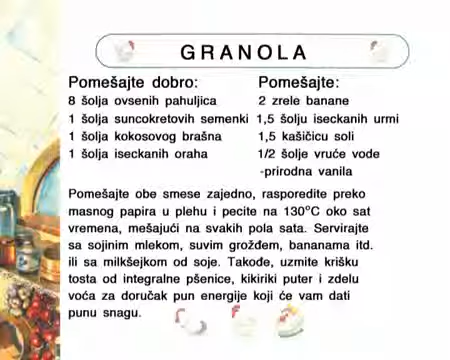 GRANOLA
Pomešajte dobro:
8 šolja ovsenih pahuljica
1 šolja suncokretovih semenki
1 šolja kokosovog brašna
1 šolja iseckanih oraha
Pomešajte:
2 zrele banane
1,5 šolju iseckanih urmi
1,5 kašičicu soli
1/2 šolje vruće vode
-prirodna vanila
Pomešajte obe smese zajedno, rasporedite preko
masnog papira u plehu i pecite na 130°C oko sat
vremena, mešajući na svakih pola sata. Servirajte
sa sojinim mlekom, suvim grožđem, bananama itd.
ili sa milkšejkom od soje. Takođe, uzmite krišku
tosta od integralne pšenice, kikiriki puter i zdelu
voća za doručak pun energije koji će vam dati
punu snagu.